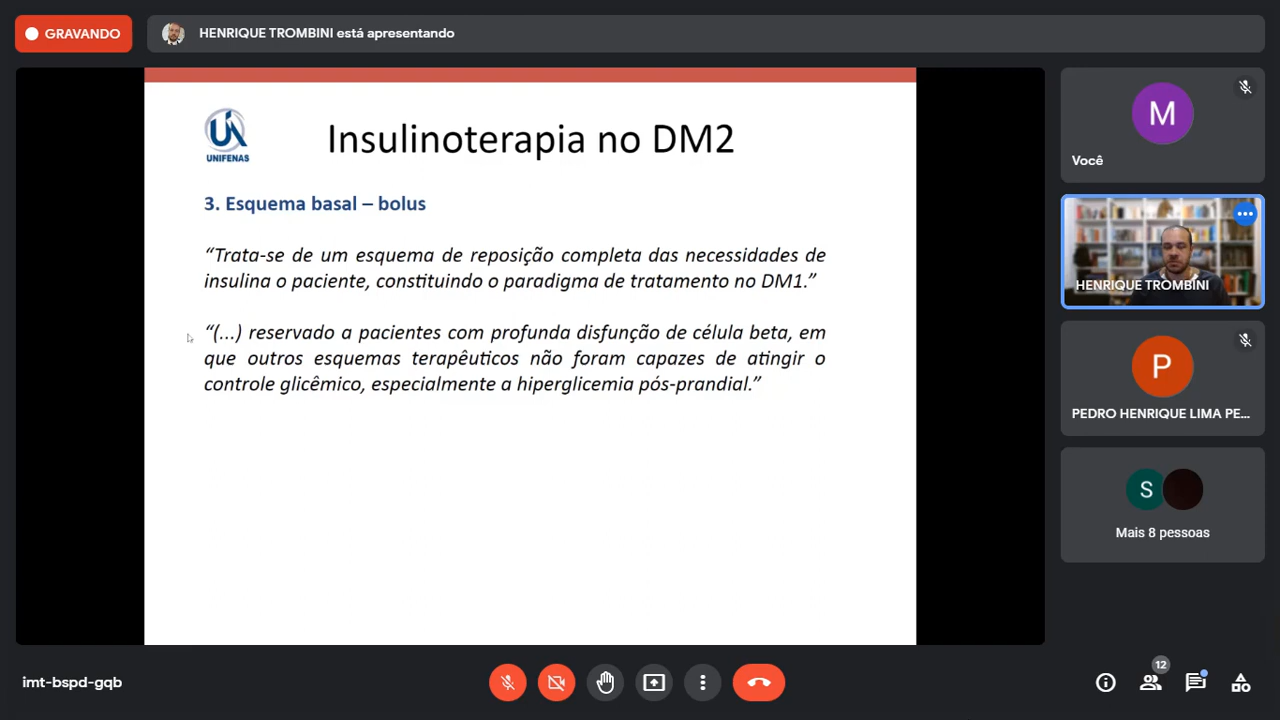 GRAVANDO
HENRIQUE TROMBINI está apresentando
UNIFENAS
Insulinoterapia no DM2
3. Esquema basal – bolus
“Trata-se de um esquema de reposição completa das necessidades de
insulina o paciente, constituindo o paradigma de tratamento no DM1.”
“(...) reservado a pacientes com profunda disfunção de célula beta, em
que outros esquemas terapêuticos não foram capazes de atingir o
controle glicêmico, especialmente a hiperglicemia pós-prandial.”
M
Você
HENRIQUE TROMBINI
P
PEDRO HENRIQUE LIMA PE...
S
Mais 8 pessoas
imt-bspd-gqb
12